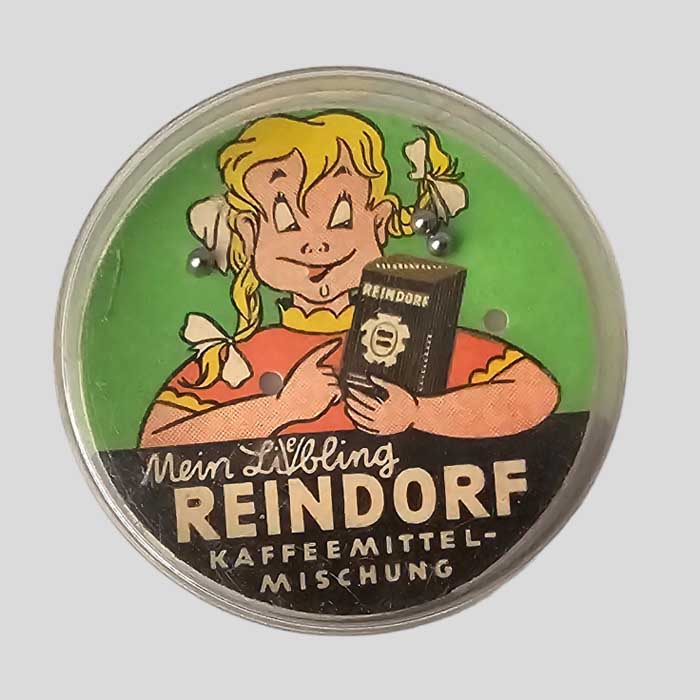 REINDORF
Mein Liebling
REINDORF
KAFFEEMITTEL-
MISCHUNG